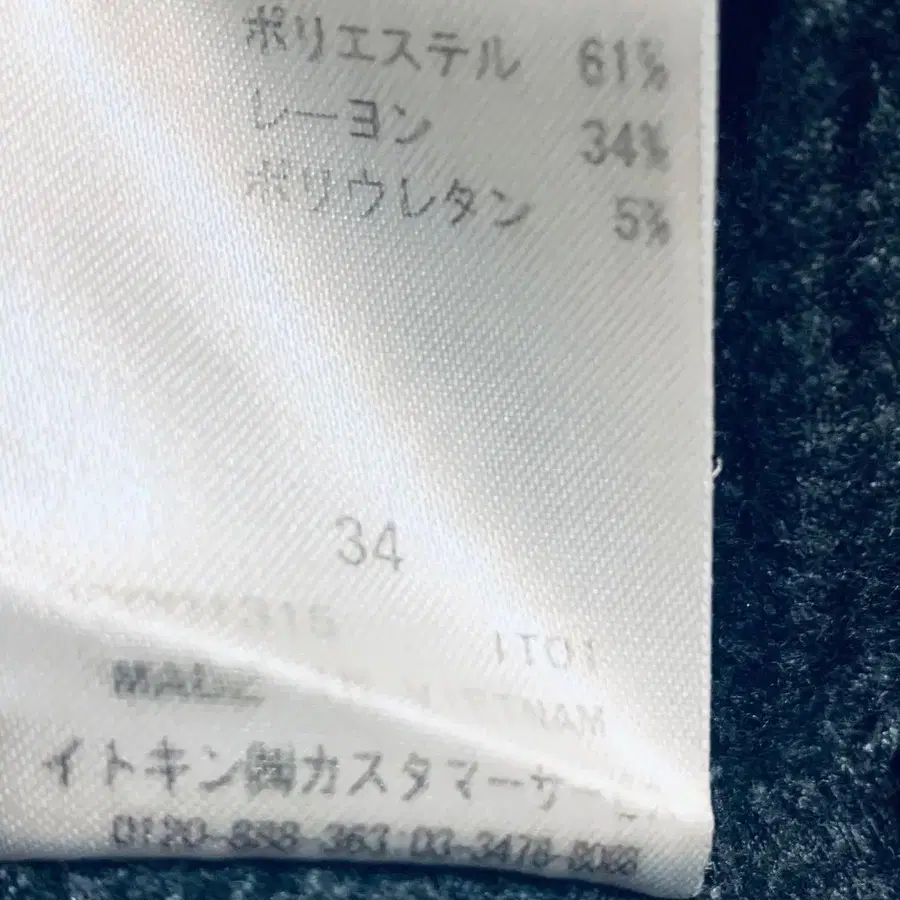 ポリエステル 61%
レーヨン 34%
ポリウレタン 5%
34
315
IT01
MADE
イトキン㈱カスタマーサー
0120-888-363 03-3478-8088